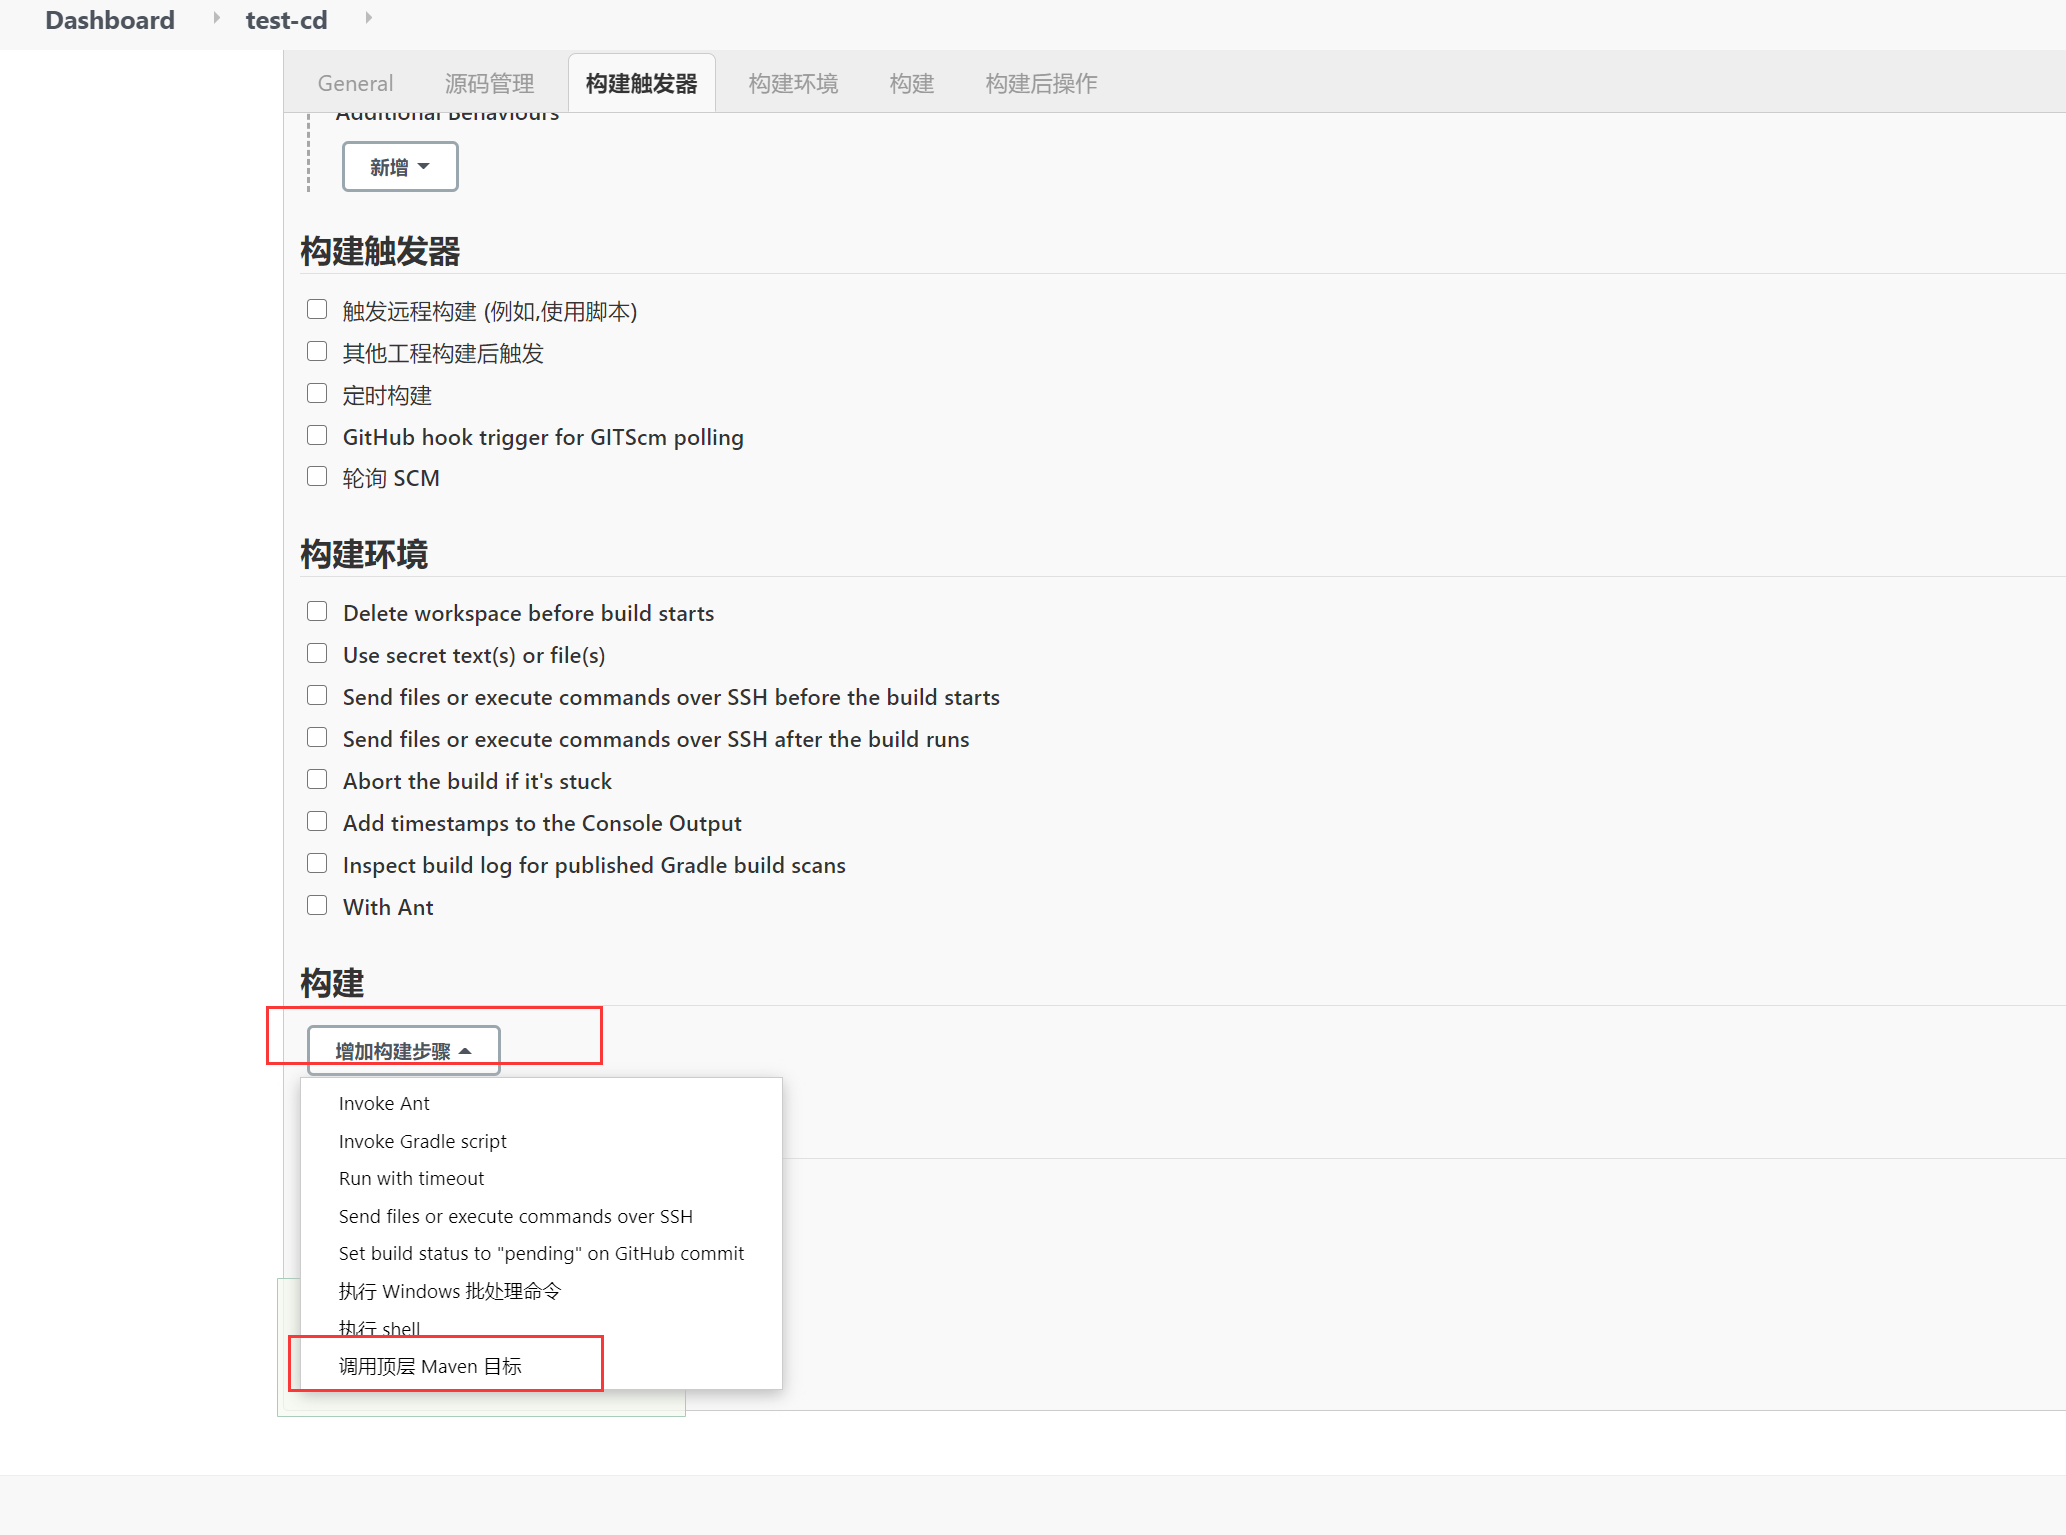 Dashboard
test-cd
General
源码管理
构建触发器
构建环境
构建
构建后操作
Additional Behaviours
新增
构建触发器
触发远程构建 (例如,使用脚本)
其他工程构建后触发
定时构建
GitHub hook trigger for GITScm polling
轮询 SCM
构建环境
Delete workspace before build starts
Use secret text(s) or file(s)
Send files or execute commands over SSH before the build starts
Send files or execute commands over SSH after the build runs
Abort the build if it's stuck
Add timestamps to the Console Output
Inspect build log for published Gradle build scans
With Ant
构建
增加构建步骤
Invoke Ant
Invoke Gradle script
Run with timeout
Send files or execute commands over SSH
Set build status to "pending" on GitHub commit
执行 Windows 批处理命令
执行 shell
调用顶层 Maven 目标